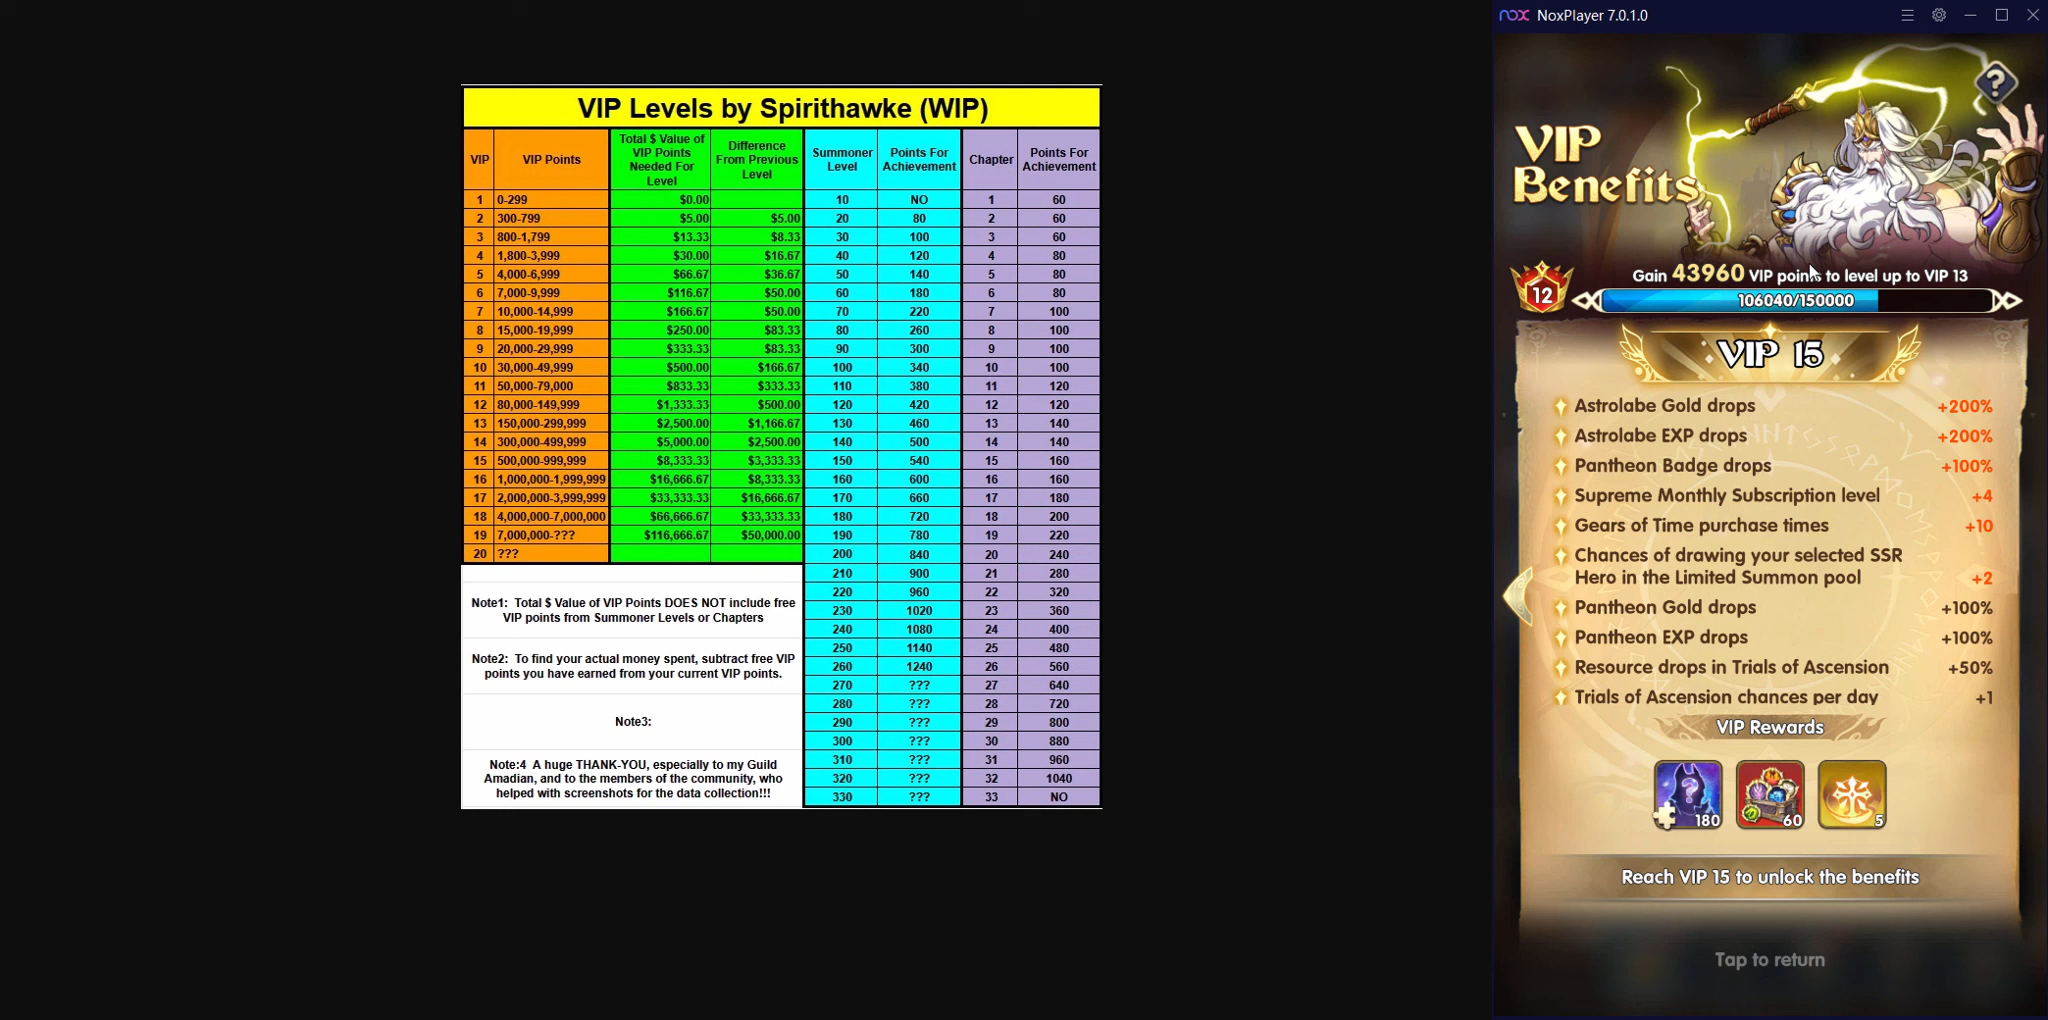 VIP Levels by Spirithawke (WIP)
VIP	VIP Points	Total $ Value of VIP Points Needed For Level	Difference From Previous Level	Summoner Level	Points For Achievement	Chapter	Points For Achievement
1	0-299	$0.00		10	NO	1	60
2	300-799	$5.00	$5.00	20	80	2	60
3	800-1,799	$13.33	$8.33	30	100	3	60
4	1,800-3,999	$30.00	$16.67	40	120	4	80
5	4,000-6,999	$66.67	$36.67	50	140	5	80
6	7,000-9,999	$116.67	$50.00	60	180	6	80
7	10,000-14,999	$166.67	$50.00	70	220	7	100
8	15,000-19,999	$250.00	$83.33	80	260	8	100
9	20,000-29,999	$333.33	$83.33	90	300	9	100
10	30,000-49,999	$500.00	$166.67	100	340	10	100
11	50,000-79,000	$833.33	$333.33	110	380	11	120
12	80,000-149,999	$1,333.33	$500.00	120	420	12	120
13	150,000-299,999	$2,500.00	$1,166.67	130	460	13	140
14	300,000-499,999	$5,000.00	$2,500.00	140	500	14	140
15	500,000-999,999	$8,333.33	$3,333.33	150	540	15	160
16	1,000,000-1,999,999	$16,666.67	$8,333.33	160	600	16	160
17	2,000,000-3,999,999	$33,333.33	$16,666.67	170	660	17	180
18	4,000,000-7,000,000	$66,666.67	$33,333.33	180	720	18	200
19	7,000,000-???	$116,666.67	$50,000.00	190	780	19	220
20	???			200	840	20	240
210	900	21	280
220	960	22	320
230	1020	23	360
240	1080	24	400
250	1140	25	480
260	1240	26	560
270	???	27	640
280	???	28	720
290	???	29	800
300	???	30	880
310	???	31	960
320	???	32	1040
330	???	33	NO
Note1: Total $ Value of VIP Points DOES NOT include free
VIP points from Summoner Levels or Chapters
Note2: To find your actual money spent, subtract free VIP
points you have earned from your current VIP points.
Note3:
Note:4 A huge THANK-YOU, especially to my Guild
Amadian, and to the members of the community, who
helped with screenshots for the data collection!!!
nox NoxPlayer 7.0.1.0
?
VIP
Benefits
Gain 43960 VIP points to level up to VIP 13
12
106040/150000
VIP 15
Astrolabe Gold drops +200%
Astrolabe EXP drops +200%
Pantheon Badge drops +100%
Supreme Monthly Subscription level +4
Gears of Time purchase times +10
Chances of drawing your selected SSR
Hero in the Limited Summon pool +2
Pantheon Gold drops +100%
Pantheon EXP drops +100%
Resource drops in Trials of Ascension +50%
Trials of Ascension chances per day +1
VIP Rewards
180 60 5
Reach VIP 15 to unlock the benefits
Tap to return